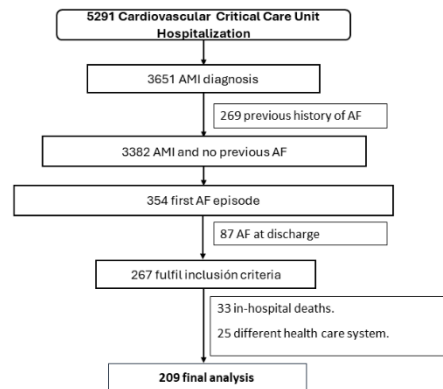 5291 Cardiovascular Critical Care Unit
Hospitalization
3651 AMI diagnosis
269 previous history of AF
3382 AMI and no previous AF
354 first AF episode
87 AF at discharge
267 fulfil inclusión criteria
33 in-hospital deaths.
25 different health care system.
209 final analysis